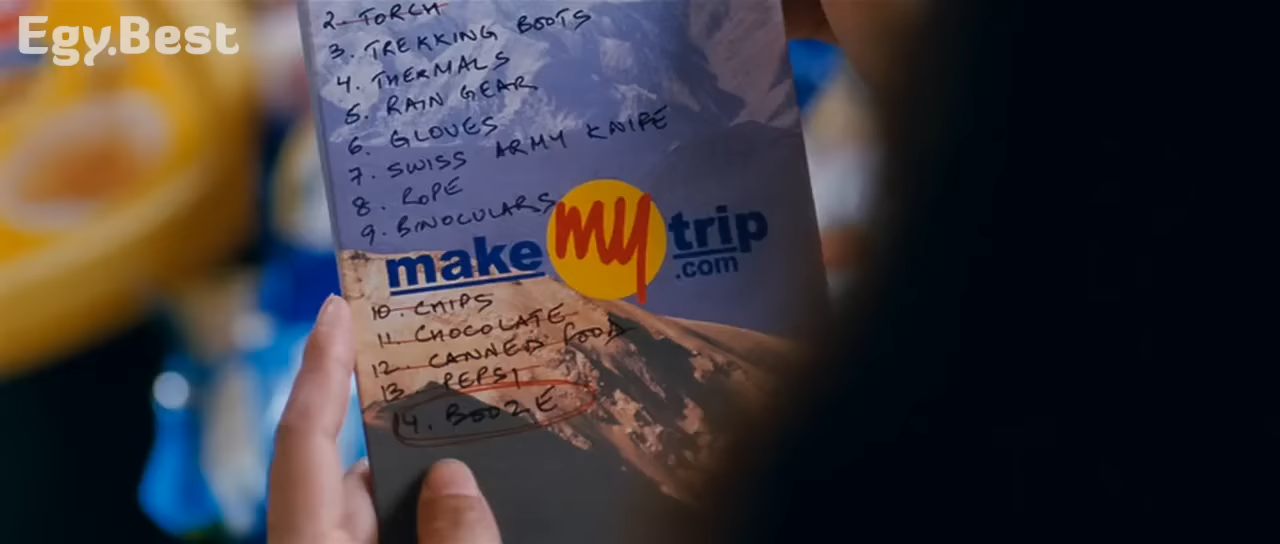 Egy.Best
2. TORCH
3. TREKKING BOOTS
4. THERMALS
5. RAIN GEAR
6. GLOVES
7. SWISS ARMY KNIFE
8. ROPE
9. BINOCULARS
make my trip
.com
10. CHIPS
11. CHOCOLATE
12. CANNED FOOD
13. PEPSI
14. BOOZE